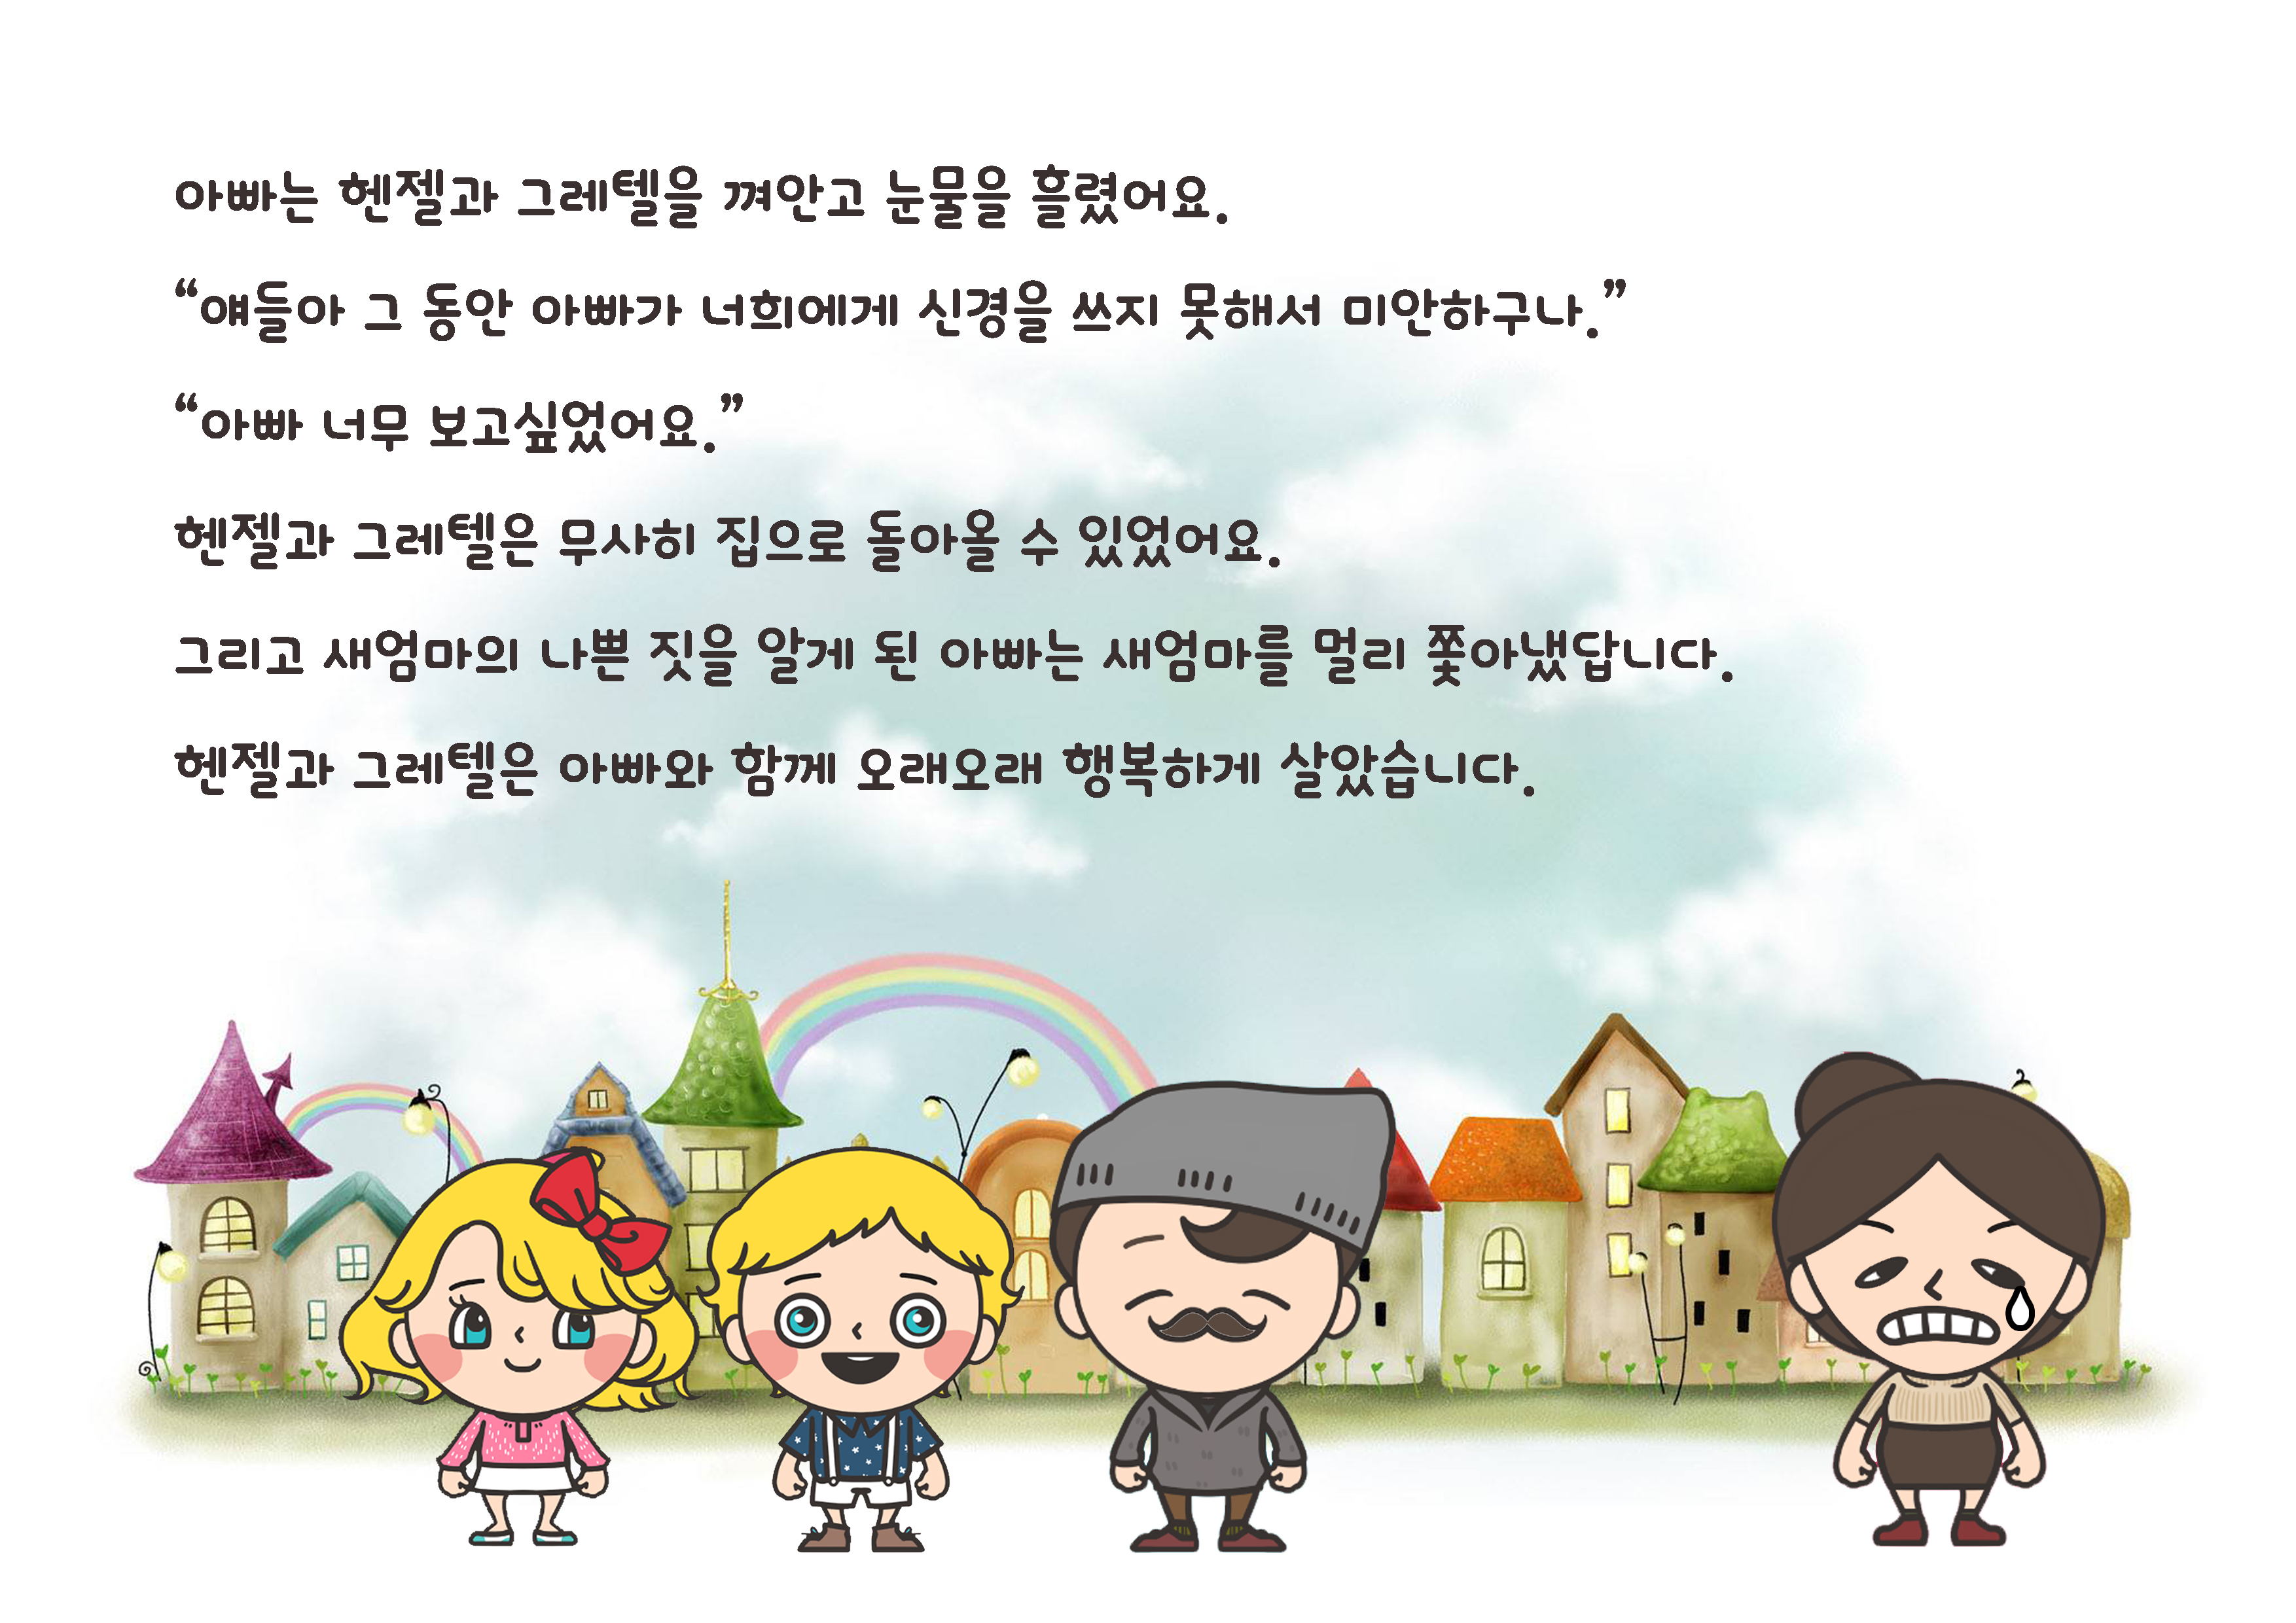 아빠는 헨젤과 그레텔을 껴안고 눈물을 흘렸어요.
“얘들아 그 동안 아빠가 너희에게 신경을 쓰지 못해서 미안하구나.”
“아빠 너무 보고싶었어요.”
헨젤과 그레텔은 무사히 집으로 돌아올 수 있었어요.
그리고 새엄마의 나쁜 짓을 알게 된 아빠는 새엄마를 멀리 쫓아냈답니다.
헨젤과 그레텔은 아빠와 함께 오래오래 행복하게 살았습니다.